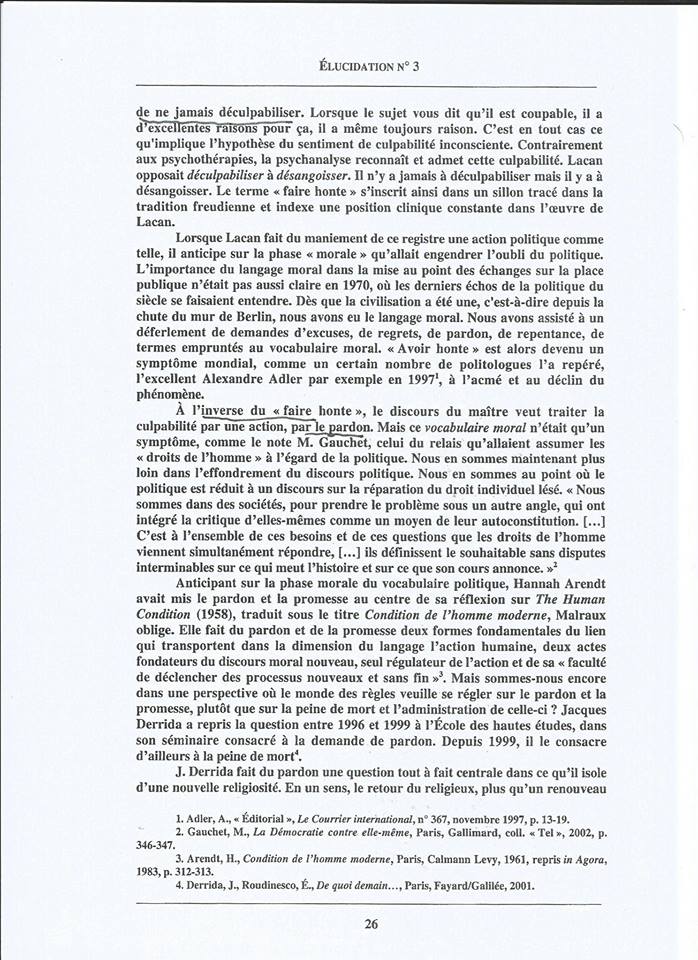 ÉLUCIDATION N° 3
de ne jamais déculpabiliser. Lorsque le sujet vous dit qu'il est coupable, il a
d'excellentes raisons pour ça, il a même toujours raison. C'est en tout cas ce
qu'implique l'hypothèse du sentiment de culpabilité inconsciente. Contrairement
aux psychothérapies, la psychanalyse reconnaît et admet cette culpabilité. Lacan
opposait déculpabiliser à désangoisser. Il n'y a jamais à déculpabiliser mais il y a à
désangoisser. Le terme « faire honte » s'inscrit ainsi dans un sillon tracé dans la
tradition freudienne et indexe une position clinique constante dans l'œuvre de
Lacan.
Lorsque Lacan fait du maniement de ce registre une action politique comme
telle, il anticipe sur la phase « morale » qu'allait engendrer l'oubli du politique.
L'importance du langage moral dans la mise au point des échanges sur la place
publique n'était pas aussi claire en 1970, où les derniers échos de la politique du
siècle se faisaient entendre. Dès que la civilisation a été une, c'est-à-dire depuis la
chute du mur de Berlin, nous avons eu le langage moral. Nous avons assisté à un
déferlement de demandes d'excuses, de regrets, de pardon, de repentance, de
termes empruntés au vocabulaire moral. « Avoir honte » est alors devenu un
symptôme mondial, comme un certain nombre de politologues l'a repéré,
l'excellent Alexandre Adler par exemple en 1997¹, à l'acmé et au déclin du
phénomène.
À l'inverse du « faire honte », le discours du maître veut traiter la
culpabilité par une action, par le pardon. Mais ce vocabulaire moral n'était qu'un
symptôme, comme le note M. Gauchet, celui du relais qu'allaient assumer les
« droits de l'homme » à l'égard de la politique. Nous en sommes maintenant plus
loin dans l'effondrement du discours politique. Nous en sommes au point où le
politique est réduit à un discours sur la réparation du droit individuel lésé. « Nous
sommes dans des sociétés, pour prendre le problème sous un autre angle, qui ont
intégré la critique d'elles-mêmes comme un moyen de leur autoconstitution. [...]
C'est à l'ensemble de ces besoins et de ces questions que les droits de l'homme
viennent simultanément répondre, [...] ils définissent le souhaitable sans disputes
interminables sur ce qui meut l'histoire et sur ce que son cours annonce. »²
Anticipant sur la phase morale du vocabulaire politique, Hannah Arendt
avait mis le pardon et la promesse au centre de sa réflexion sur The Human
Condition (1958), traduit sous le titre Condition de l'homme moderne, Malraux
oblige. Elle fait du pardon et de la promesse deux formes fondamentales du lien
qui transportent dans la dimension du langage l'action humaine, deux actes
fondateurs du discours moral nouveau, seul régulateur de l'action et de sa « faculté
de déclencher des processus nouveaux et sans fin »³. Mais sommes-nous encore
dans une perspective où le monde des règles veuille se régler sur le pardon et la
promesse, plutôt que sur la peine de mort et l'administration de celle-ci ? Jacques
Derrida a repris la question entre 1996 et 1999 à l'École des hautes études, dans
son séminaire consacré à la demande de pardon. Depuis 1999, il le consacre
d'ailleurs à la peine de mort⁴.
J. Derrida fait du pardon une question tout à fait centrale dans ce qu'il isole
d'une nouvelle religiosité. En un sens, le retour du religieux, plus qu'un renouveau
1. Adler, A., « Éditorial », Le Courrier international, n° 367, novembre 1997, p. 13-19.
2. Gauchet, M., La Démocratie contre elle-même, Paris, Gallimard, coll. « Tel », 2002, p.
346-347.
3. Arendt, H., Condition de l'homme moderne, Paris, Calmann Levy, 1961, repris in Agora,
1983, p. 312-313.
4. Derrida, J., Roudinesco, É., De quoi demain..., Paris, Fayard/Galilée, 2001.
26